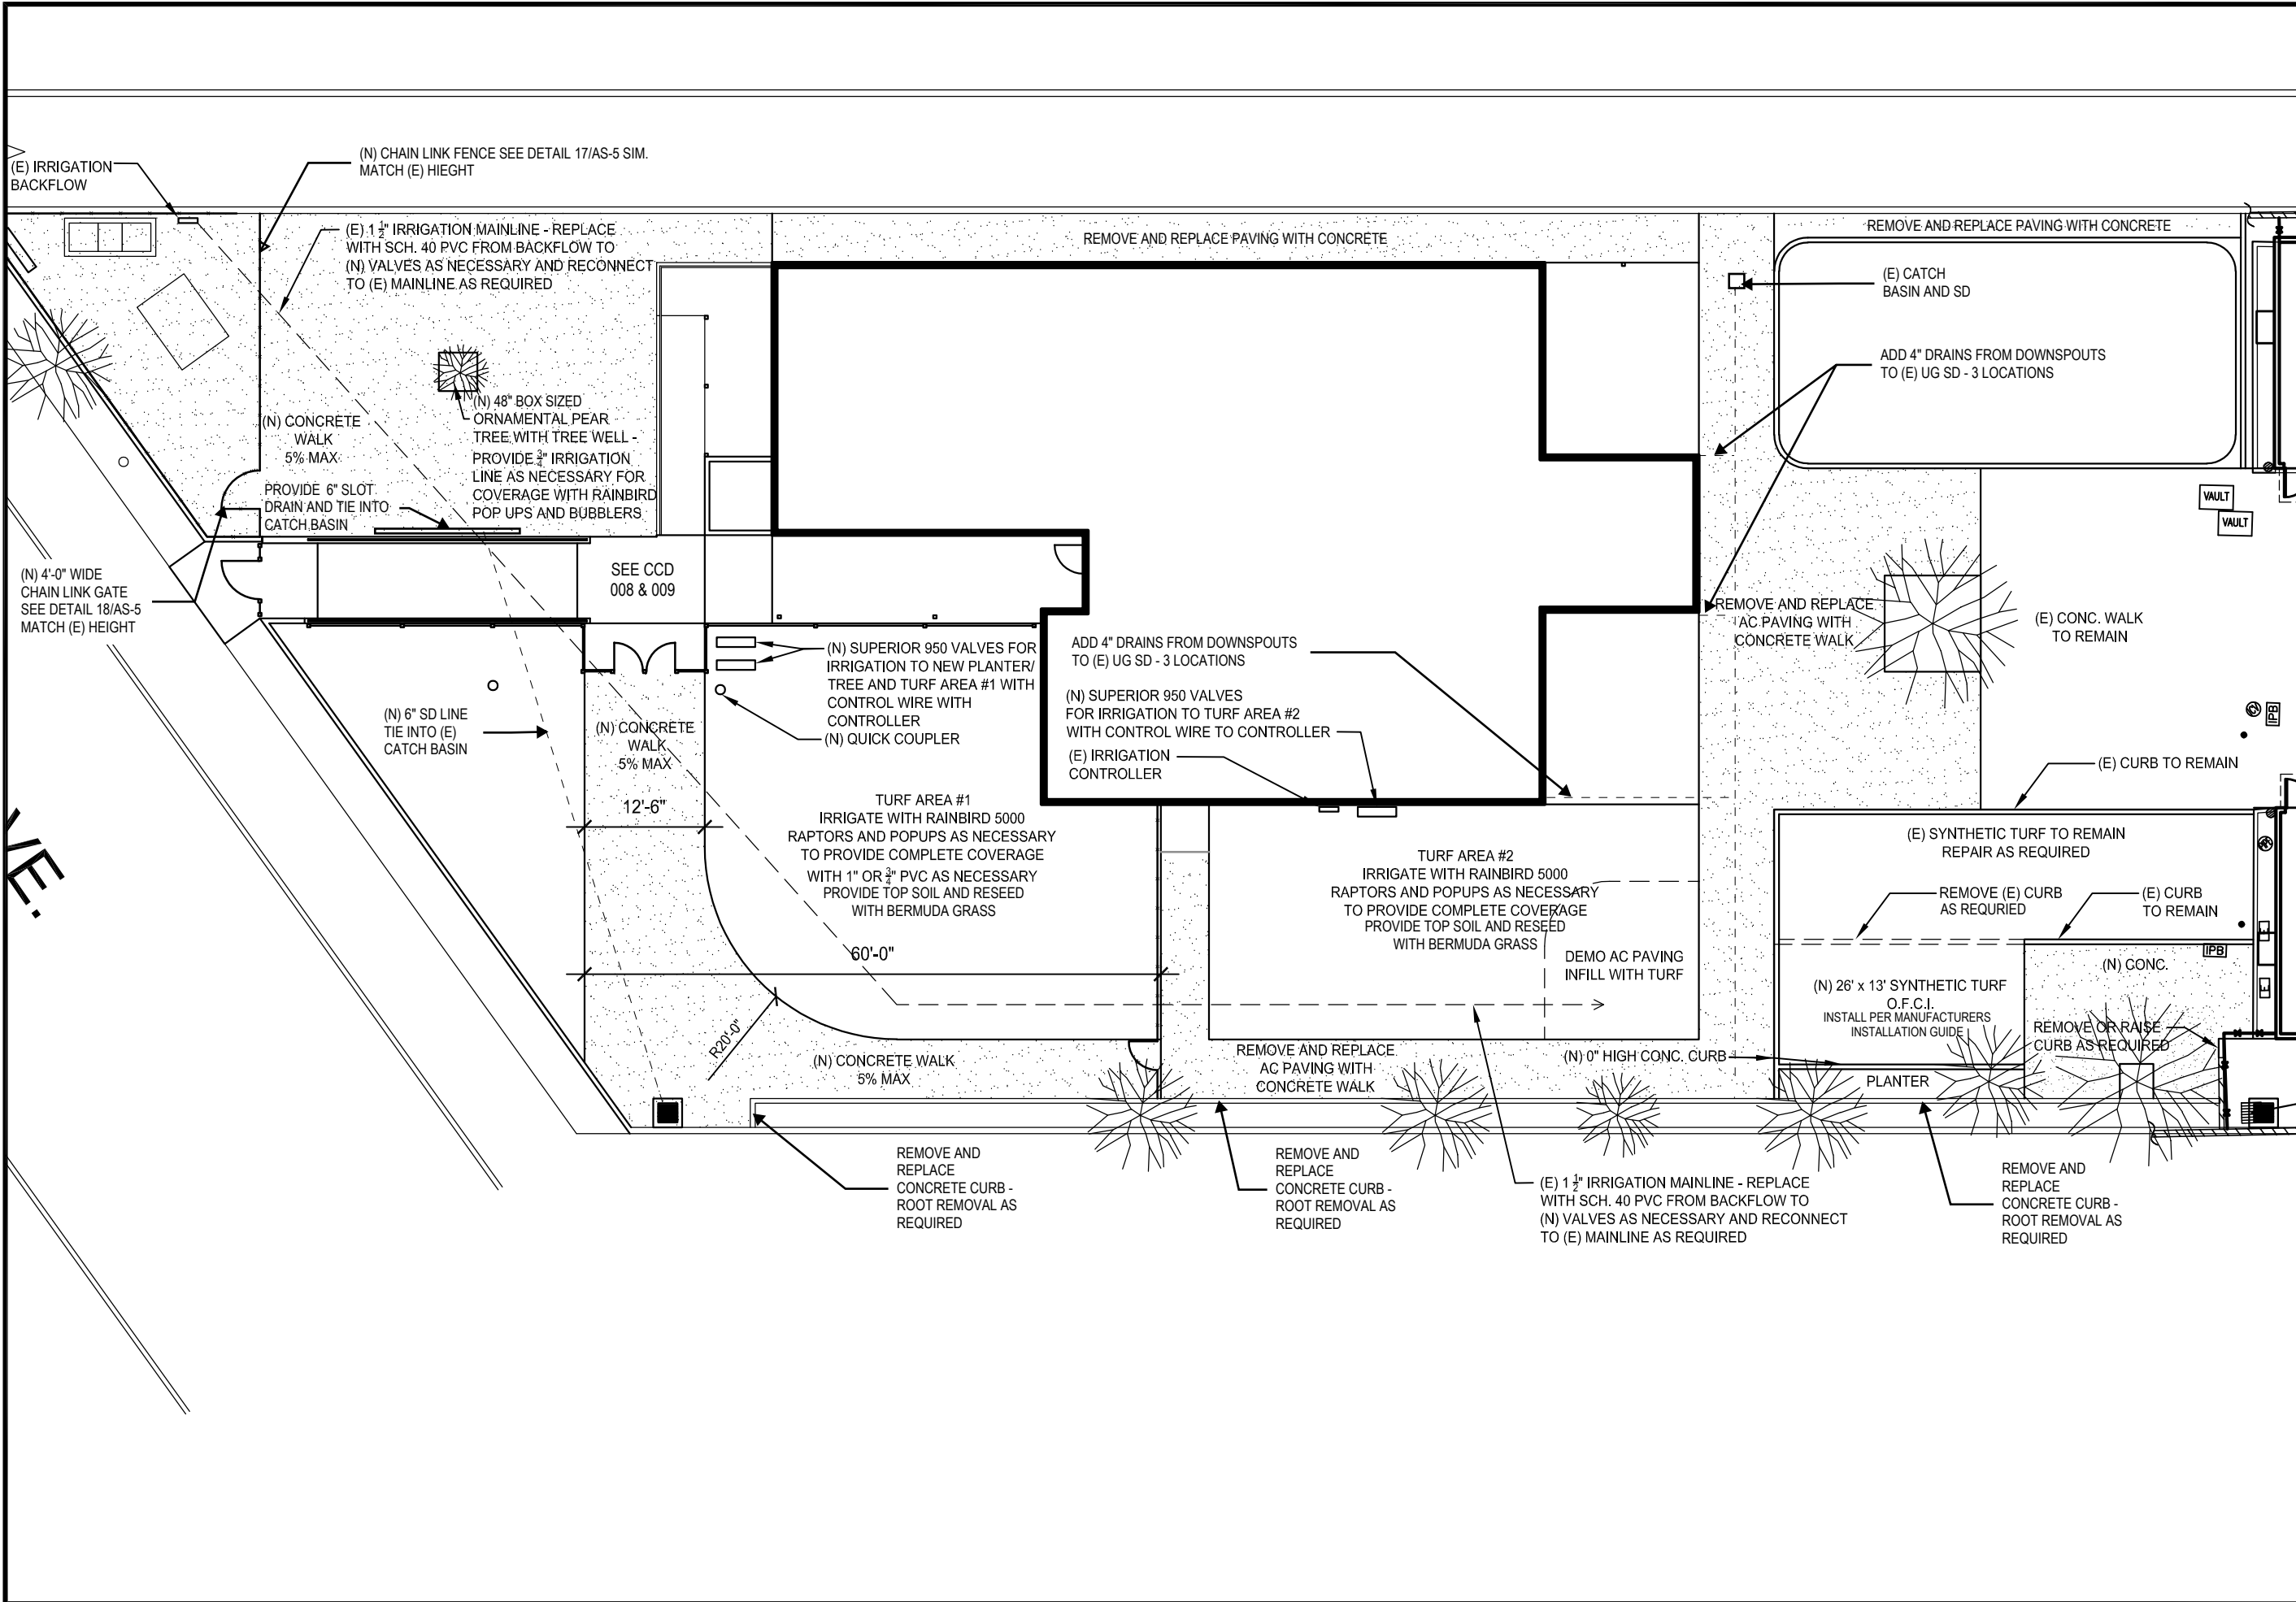 (E) IRRIGATION
BACKFLOW
(N) CHAIN LINK FENCE SEE DETAIL 17/AS-5 SIM.
MATCH (E) HIEGHT
(E) 1 1/2" IRRIGATION MAINLINE - REPLACE
WITH SCH. 40 PVC FROM BACKFLOW TO
(N) VALVES AS NECESSARY AND RECONNECT
TO (E) MAINLINE AS REQUIRED
REMOVE AND REPLACE PAVING WITH CONCRETE
REMOVE AND REPLACE PAVING WITH CONCRETE
(E) CATCH
BASIN AND SD
ADD 4" DRAINS FROM DOWNSPOUTS
TO (E) UG SD - 3 LOCATIONS
(N) 48" BOX SIZED
ORNAMENTAL PEAR
TREE WITH TREE WELL -
PROVIDE 3/4" IRRIGATION
LINE AS NECESSARY FOR
COVERAGE WITH RAINBIRD
POP UPS AND BUBBLERS
(N) CONCRETE
WALK
5% MAX
PROVIDE 6" SLOT
DRAIN AND TIE INTO
CATCH BASIN
(N) 4'-0" WIDE
CHAIN LINK GATE
SEE DETAIL 18/AS-5
MATCH (E) HEIGHT
SEE CCD
008 & 009
VAULT
VAULT
REMOVE AND REPLACE
AC PAVING WITH
CONCRETE WALK
(E) CONC. WALK
TO REMAIN
(N) SUPERIOR 950 VALVES FOR
IRRIGATION TO NEW PLANTER/
TREE AND TURF AREA #1 WITH
CONTROL WIRE WITH
CONTROLLER
(N) QUICK COUPLER
ADD 4" DRAINS FROM DOWNSPOUTS
TO (E) UG SD - 3 LOCATIONS
(N) SUPERIOR 950 VALVES
FOR IRRIGATION TO TURF AREA #2
WITH CONTROL WIRE TO CONTROLLER
(E) IRRIGATION
CONTROLLER
(N) 6" SD LINE
TIE INTO (E)
CATCH BASIN
(N) CONCRETE
WALK
5% MAX
IPB
(E) CURB TO REMAIN
12'-6"
TURF AREA #1
IRRIGATE WITH RAINBIRD 5000
RAPTORS AND POPUPS AS NECESSARY
TO PROVIDE COMPLETE COVERAGE
WITH 1" OR 3/4" PVC AS NECESSARY
PROVIDE TOP SOIL AND RESEED
WITH BERMUDA GRASS
60'-0"
TURF AREA #2
IRRIGATE WITH RAINBIRD 5000
RAPTORS AND POPUPS AS NECESSARY
TO PROVIDE COMPLETE COVERAGE
PROVIDE TOP SOIL AND RESEED
WITH BERMUDA GRASS
DEMO AC PAVING
INFILL WITH TURF
(E) SYNTHETIC TURF TO REMAIN
REPAIR AS REQUIRED
REMOVE (E) CURB
AS REQURIED
(E) CURB
TO REMAIN
E
IPB
(N) CONC.
E
(N) 26' x 13' SYNTHETIC TURF
O.F.C.I.
INSTALL PER MANUFACTURERS
INSTALLATION GUIDE
REMOVE OR RAISE
CURB AS REQUIRED
VE.
R20'-0"
(N) CONCRETE WALK
5% MAX
REMOVE AND REPLACE
AC PAVING WITH
CONCRETE WALK
(N) 0" HIGH CONC. CURB
PLANTER
REMOVE AND
REPLACE
CONCRETE CURB -
ROOT REMOVAL AS
REQUIRED
REMOVE AND
REPLACE
CONCRETE CURB -
ROOT REMOVAL AS
REQUIRED
(E) 1 1/2" IRRIGATION MAINLINE - REPLACE
WITH SCH. 40 PVC FROM BACKFLOW TO
(N) VALVES AS NECESSARY AND RECONNECT
TO (E) MAINLINE AS REQUIRED
REMOVE AND
REPLACE
CONCRETE CURB -
ROOT REMOVAL AS
REQUIRED